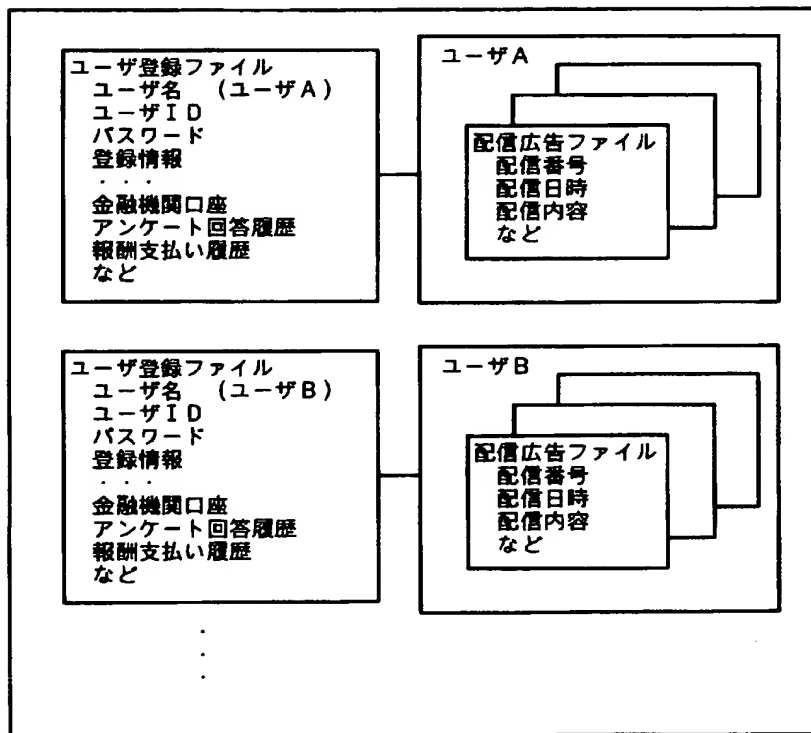 ユーザ登録ファイル
ユーザ名 (ユーザA)
ユーザID
パスワード
登録情報
・・・
金融機関口座
アンケート回答履歴
報酬支払い履歴
など
ユーザA
配信広告ファイル
配信番号
配信日時
配信内容
など
ユーザ登録ファイル
ユーザ名 (ユーザB)
ユーザID
パスワード
登録情報
・・・
金融機関口座
アンケート回答履歴
報酬支払い履歴
など
ユーザB
配信広告ファイル
配信番号
配信日時
配信内容
など